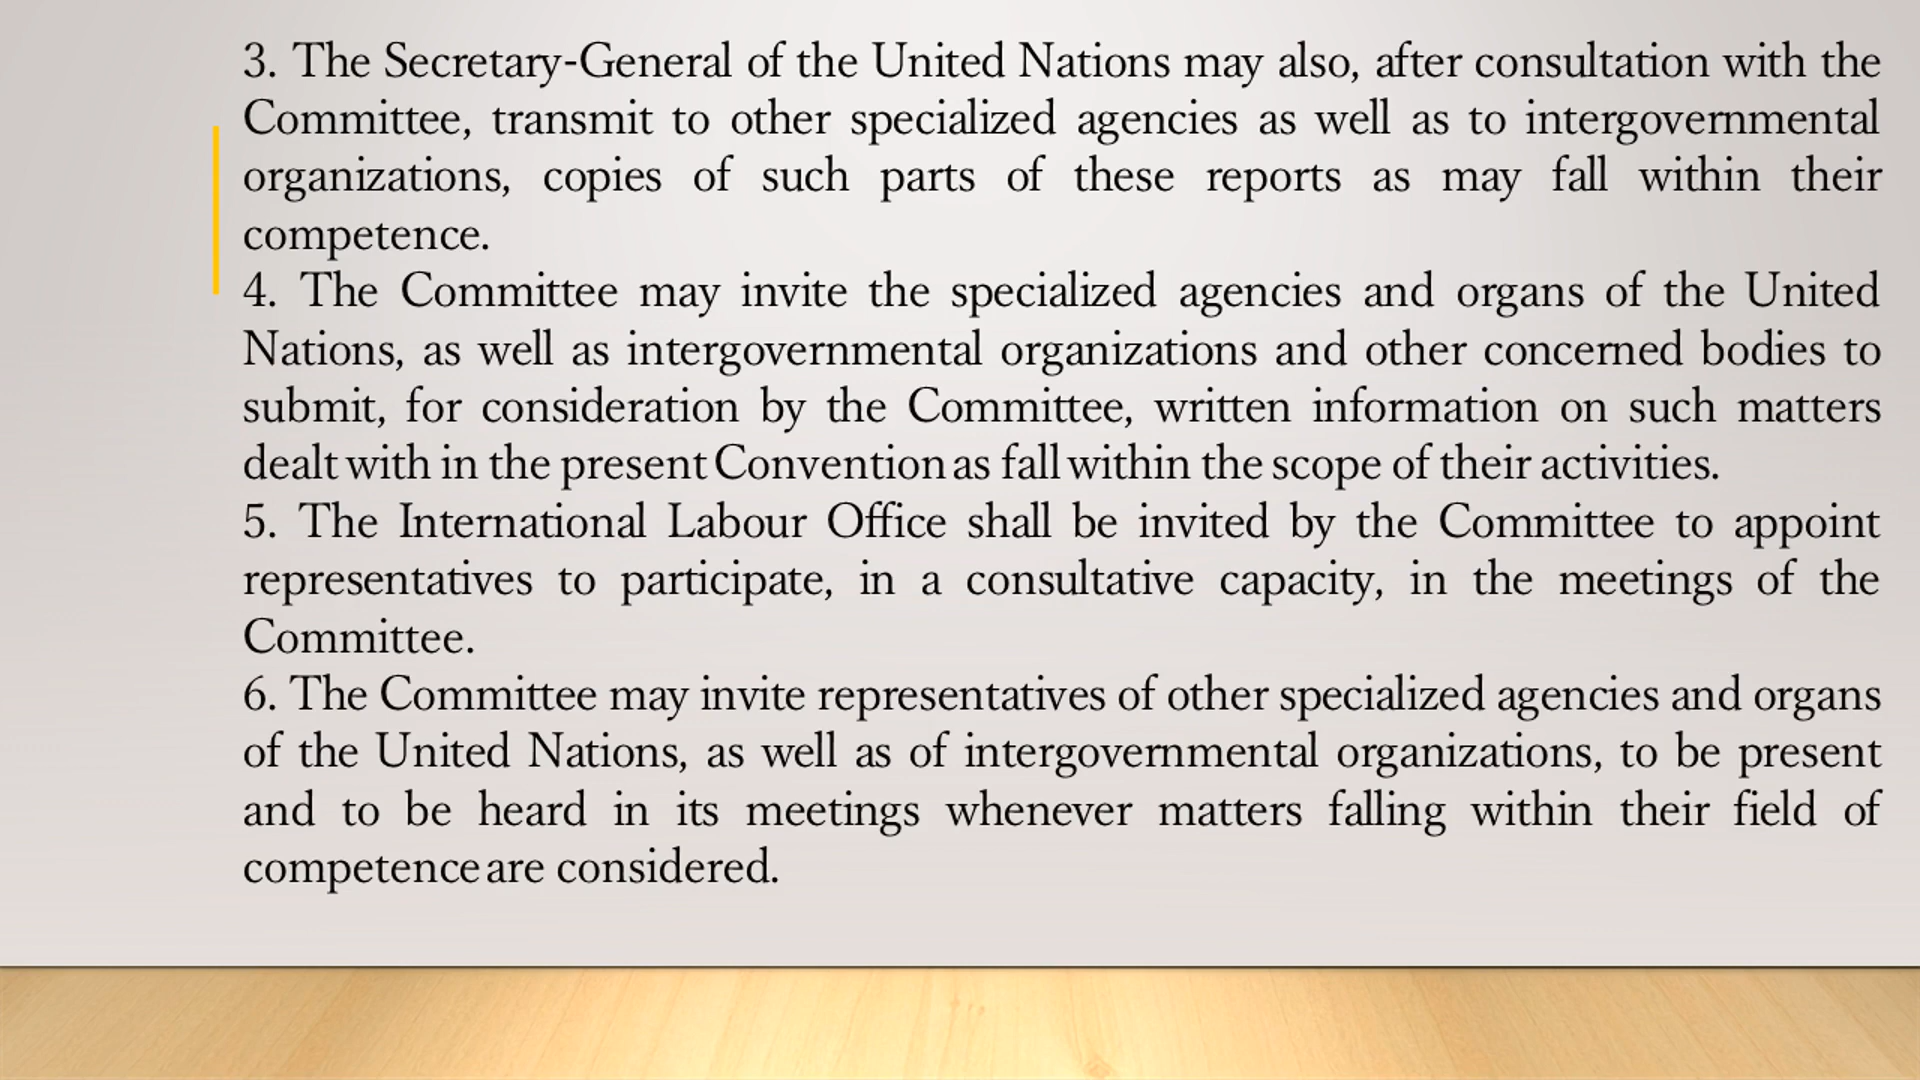 3. The Secretary-General of the United Nations may also, after consultation with the
Committee, transmit to other specialized agencies as well as to intergovernmental
organizations, copies of such parts of these reports as may fall within their
competence.
4. The Committee may invite the specialized agencies and organs of the United
Nations, as well as intergovernmental organizations and other concerned bodies to
submit, for consideration by the Committee, written information on such matters
dealt with in the present Convention as fall within the scope of their activities.
5. The International Labour Office shall be invited by the Committee to appoint
representatives to participate, in a consultative capacity, in the meetings of the
Committee.
6. The Committee may invite representatives of other specialized agencies and organs
of the United Nations, as well as of intergovernmental organizations, to be present
and to be heard in its meetings whenever matters falling within their field of
competence are considered.